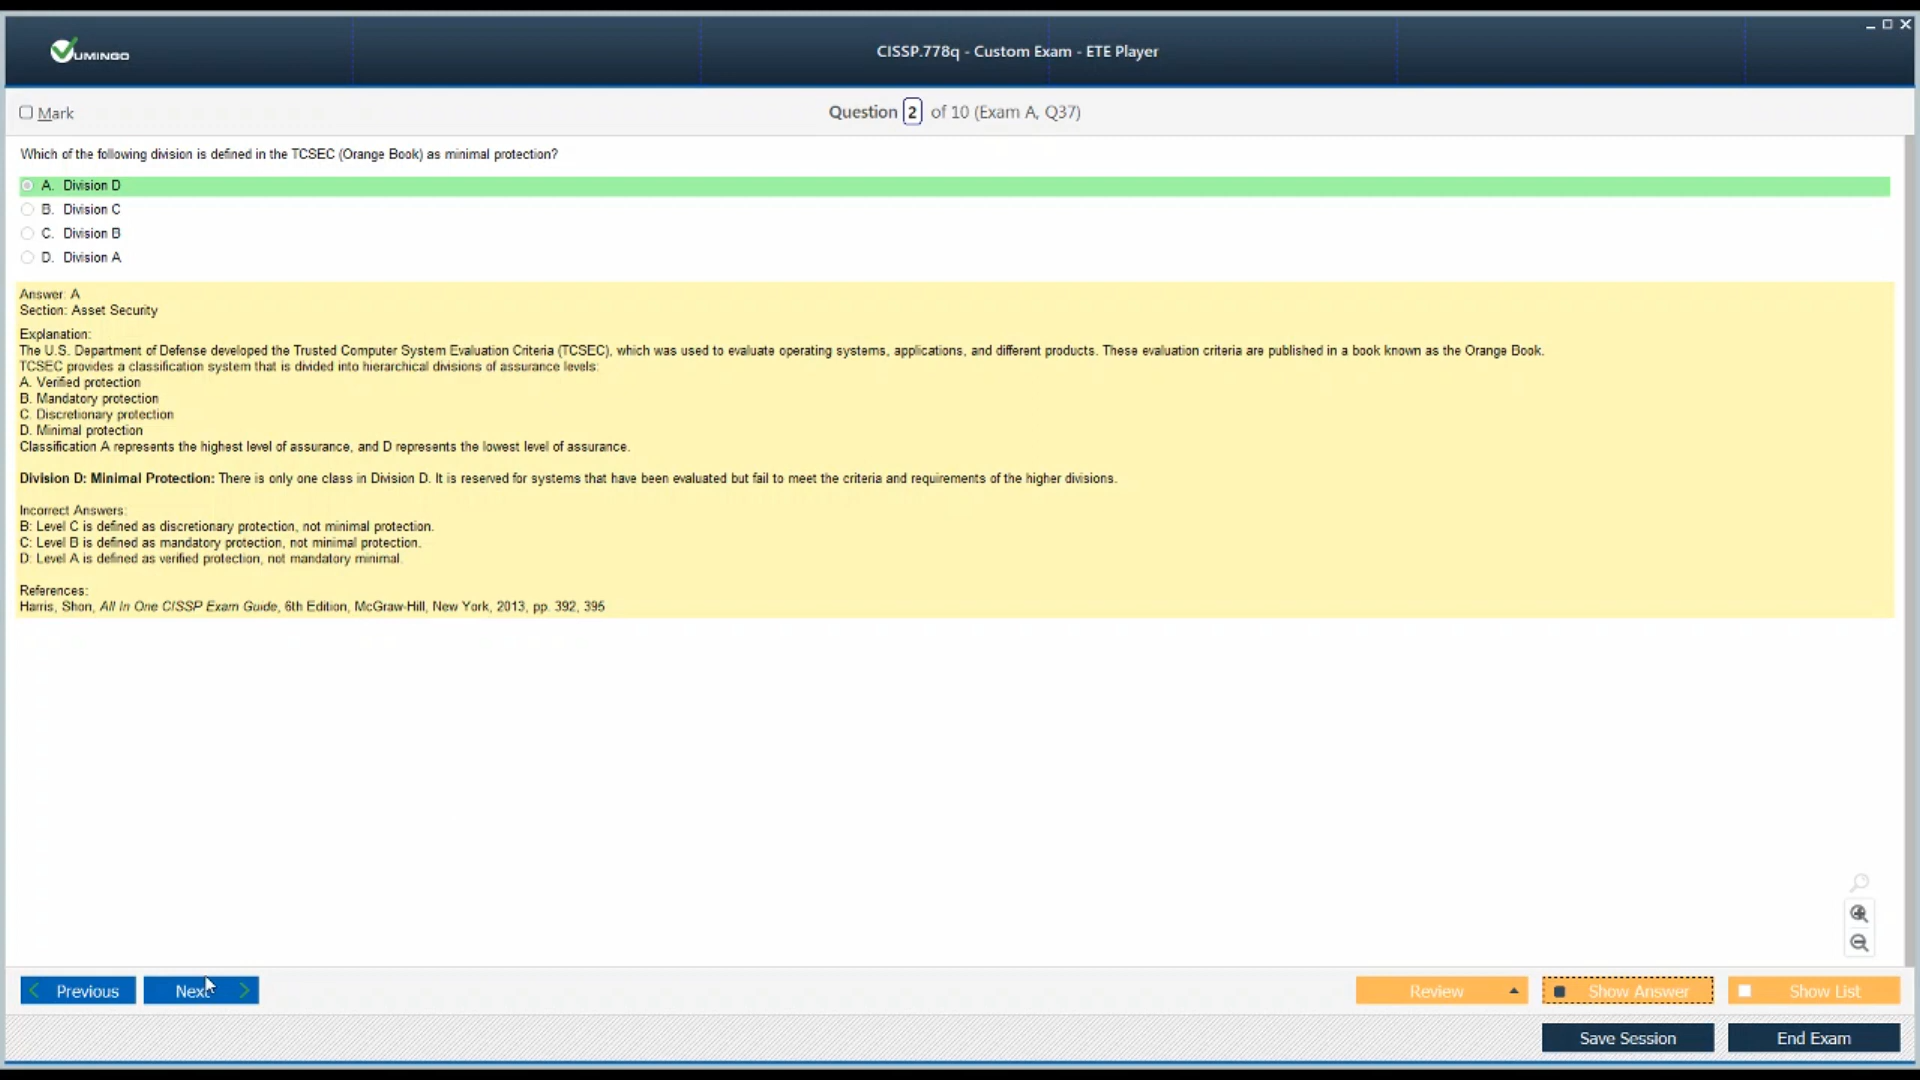 VUMINGO
CISSP.778q - Custom Exam - ETE Player
Mark
Question 2 of 10 (Exam A, Q37)
Which of the following division is defined in the TCSEC (Orange Book) as minimal protection?
A. Division D
B. Division C
C. Division B
D. Division A
Answer: A
Section: Asset Security
Explanation:
The U.S. Department of Defense developed the Trusted Computer System Evaluation Criteria (TCSEC), which was used to evaluate operating systems, applications, and different products. These evaluation criteria are published in a book known as the Orange Book.
TCSEC provides a classification system that is divided into hierarchical divisions of assurance levels:
A. Verified protection
B. Mandatory protection
C. Discretionary protection
D. Minimal protection
Classification A represents the highest level of assurance, and D represents the lowest level of assurance.
Division D: Minimal Protection: There is only one class in Division D. It is reserved for systems that have been evaluated but fail to meet the criteria and requirements of the higher divisions.
Incorrect Answers:
B: Level C is defined as discretionary protection, not minimal protection.
C: Level B is defined as mandatory protection, not minimal protection.
D: Level A is defined as verified protection, not mandatory minimal.
References:
Harris, Shon, All In One CISSP Exam Guide, 6th Edition, McGraw-Hill, New York, 2013, pp. 392, 395
Previous
Next
Review
Show Answer
Show List
Save Session
End Exam